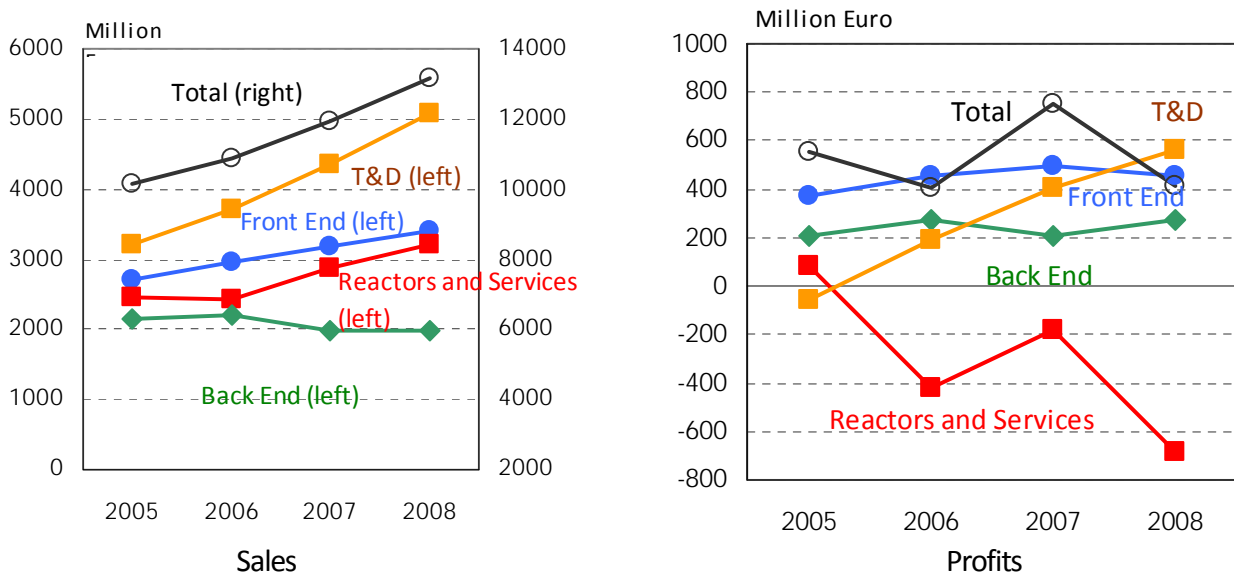 Million
6000
5000
4000
3000
2000
1000
0
14000
12000
10000
8000
6000
4000
2000
Total (right)
T&D (left)
Front End (left)
Reactors and Services
(left)
Back End (left)
2005 2006 2007 2008
Sales
Million Euro
1000
800
600
400
200
0
-200
-400
-600
-800
Total
T&D
Front End
Back End
Reactors and Services
2005 2006 2007 2008
Profits